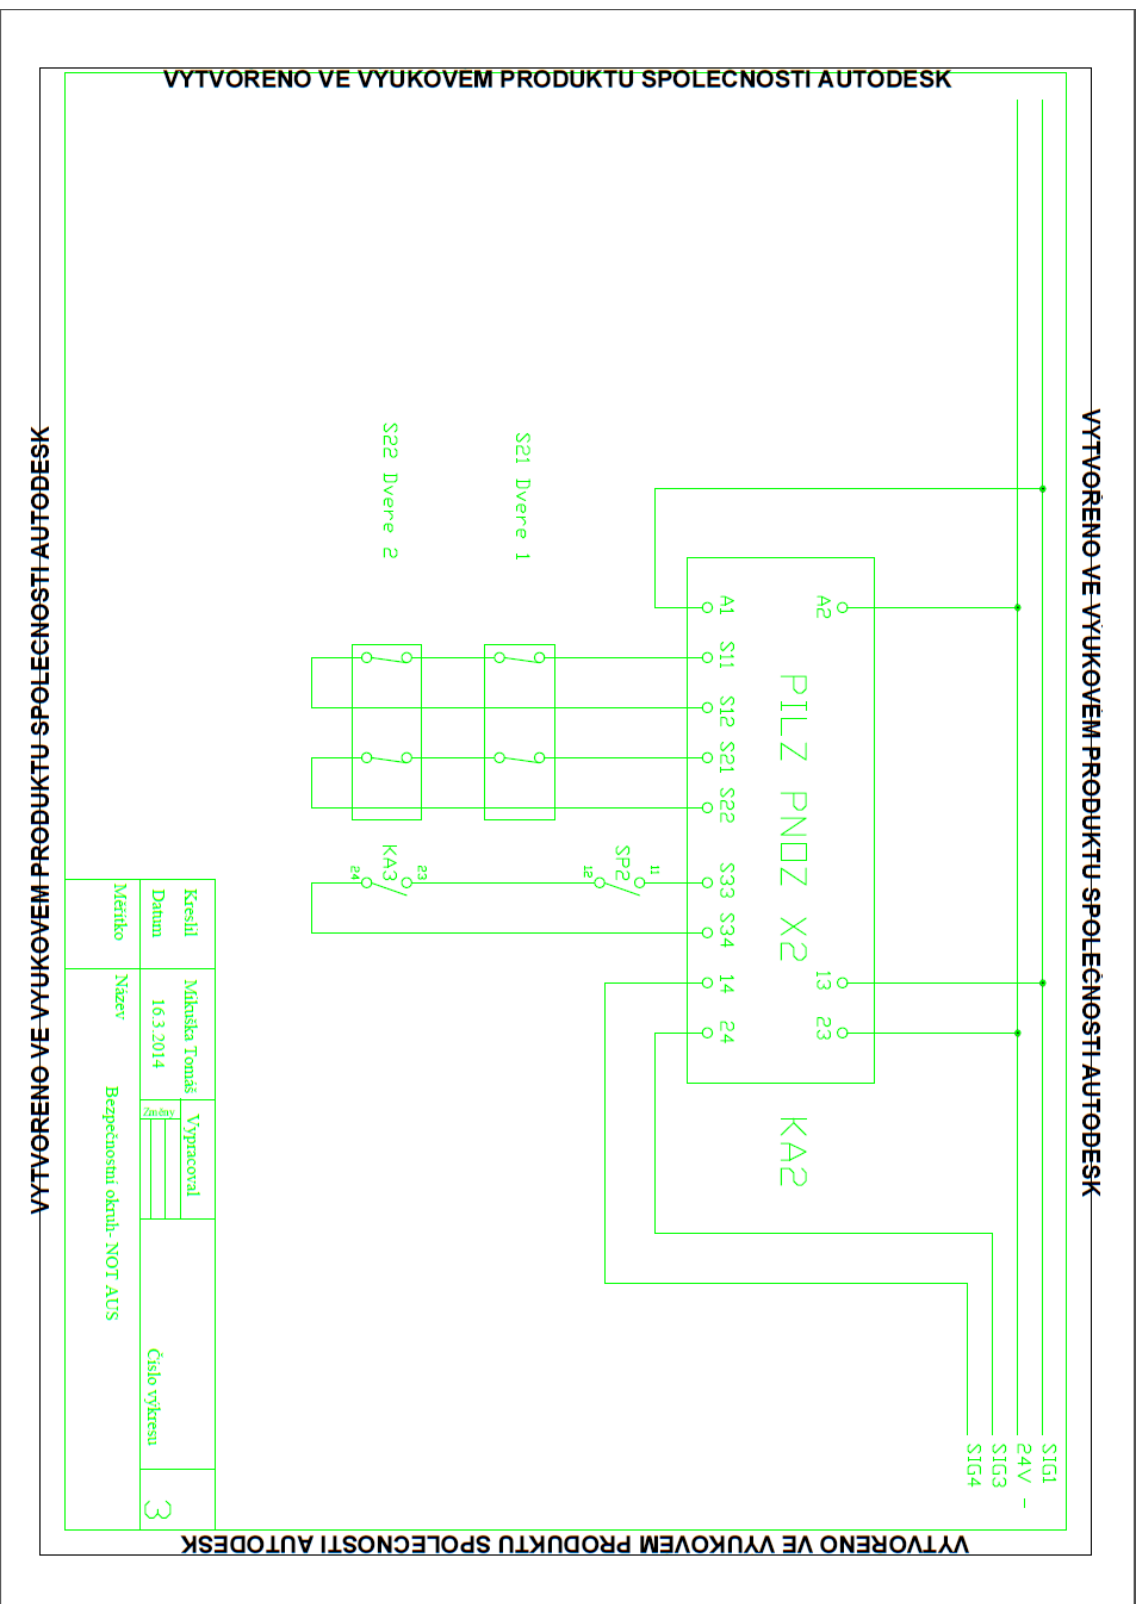 VYTVORENO VE VYUKOVEM PRODUKTU SPOLECNOSTI AUTODESK
VYTVOŘENO VE VÝUKOVÉM PRODUKTU SPOLEČNOSTI AUTODESK
SIG1
24V -
SIG3
SIG4
A2
13
23
PILZ PNOZ X2
KA2
A1
S11
S12
S21
S22
S33
S34
14
24
S21 Dvere 1
S22 Dvere 2
SP2
11
12
KA3
23
24
Kreslil
Mikuška Tomáš
Vypracoval
Datum
16.3.2014
Změny
Číslo výkresu
3
Měřítko
Název
Bezpečnostní okruh- NOT AUS
VYTVORENO VE VYUKOVEM PRODUKTU SPOLECNOSTI AUTODESK
VYTVORENO VE VYUKOVEM PRODUKTU SPOLECNOSTI AUTODESK